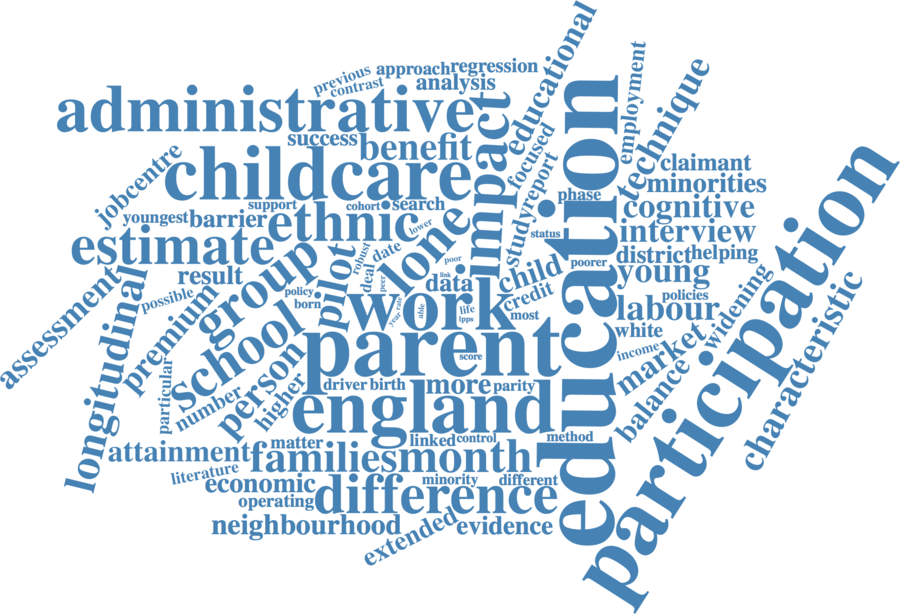 educational
employment
previous
contrast
approach
regression
analysis
technique
administrative
impact
success
benefit
focused
education
claimant
participation
jobcentre
childcare
studyreport
phase
minorities
cognitive
support
cohort
search
youngest
barrier
ethnic
lower
lone
status
interview
estimate
robust
date
deal
poor
poorer
district
helping
result
group
pilot
peer
link
data
child
young
assessment
longitudinal
possible
premium
policy
born
work
year
rate
able
life
lpps
credit
most
labour
policies
widening
white
characteristic
school
parent
score
income
market
particular
number
person
higher
driver
birth
more
parity
balance
england
attainment
matter
linked
control
method
literature
families
month
economic
minority
different
operating
difference
neighbourhood
extended
evidence